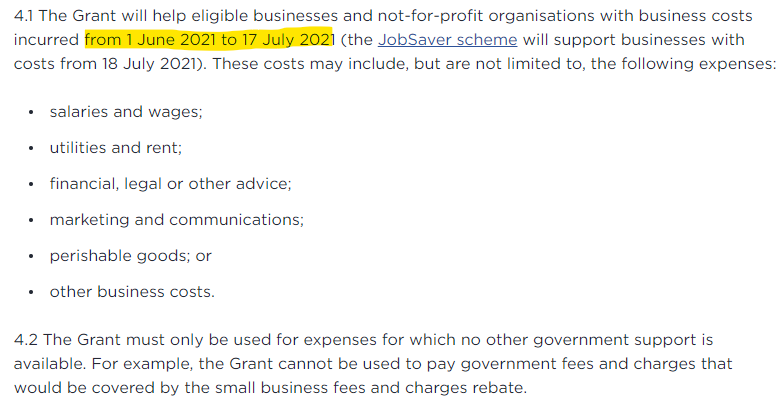 4.1 The Grant will help eligible businesses and not-for-profit organisations with business costs
incurred from 1 June 2021 to 17 July 2021 (the JobSaver scheme will support businesses with
costs from 18 July 2021). These costs may include, but are not limited to, the following expenses:
• salaries and wages;
• utilities and rent;
• financial, legal or other advice;
• marketing and communications;
• perishable goods; or
• other business costs.
4.2 The Grant must only be used for expenses for which no other government support is
available. For example, the Grant cannot be used to pay government fees and charges that
would be covered by the small business fees and charges rebate.